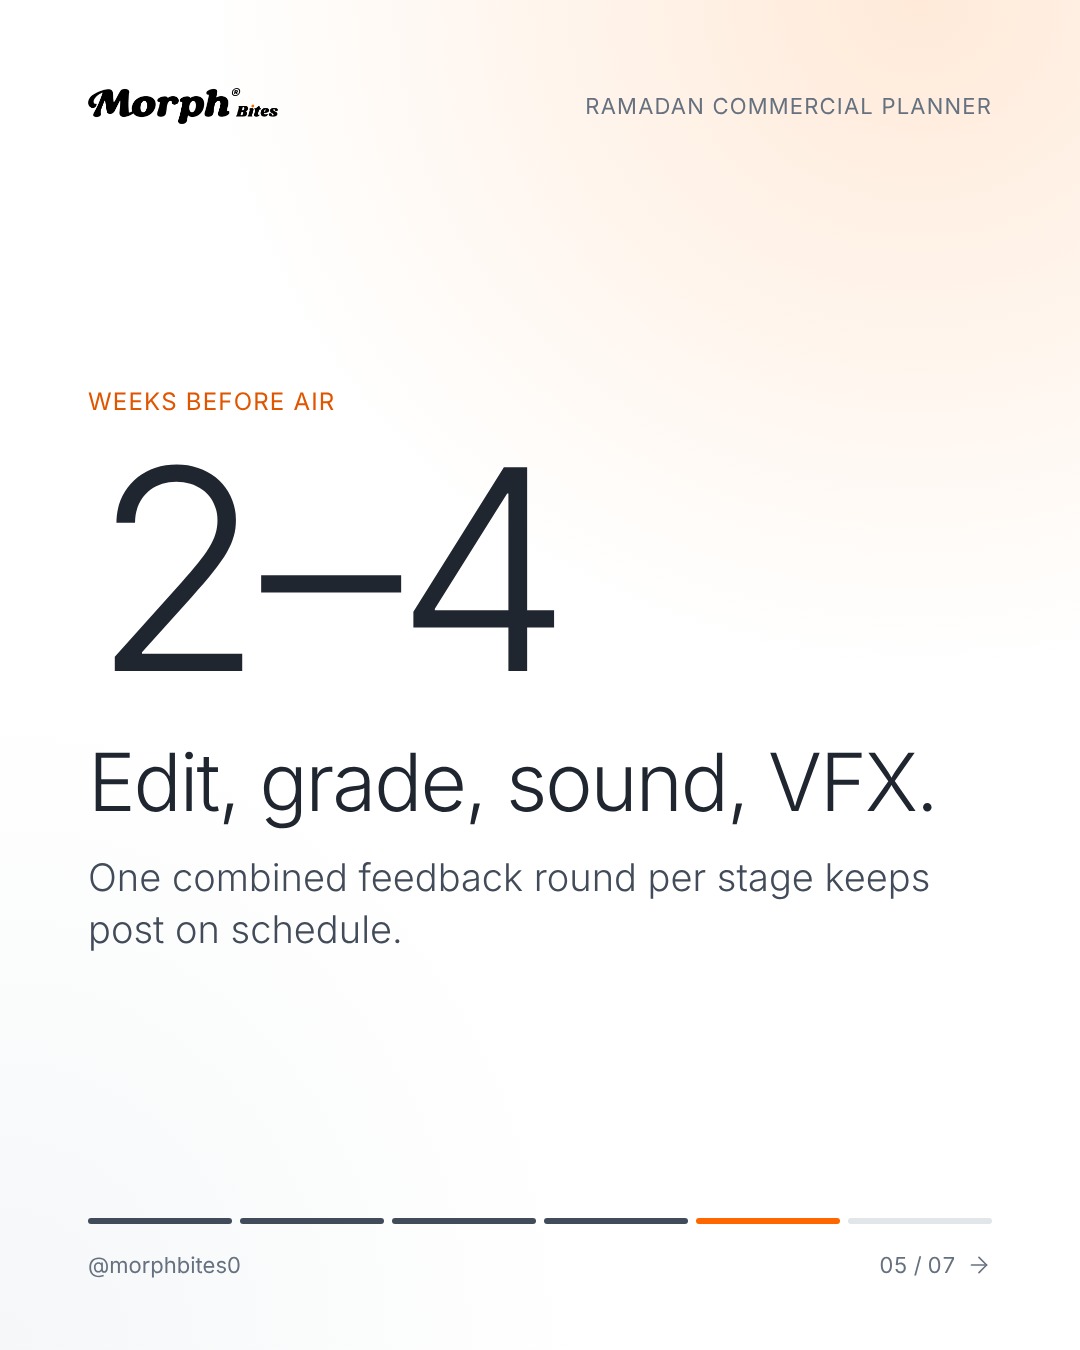 Morph® Bites
RAMADAN COMMERCIAL PLANNER
WEEKS BEFORE AIR
2–4
Edit, grade, sound, VFX.
One combined feedback round per stage keeps
post on schedule.
@morphbites0
05 / 07 →